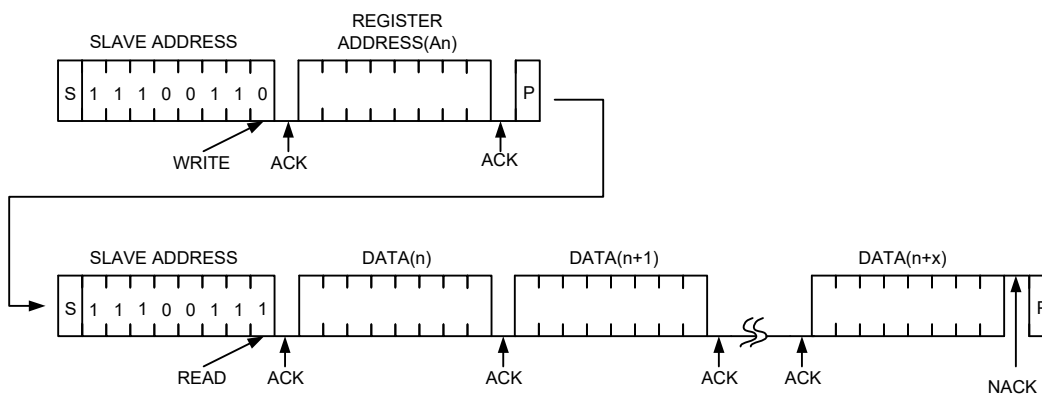 REGISTER
SLAVE ADDRESS ADDRESS(An)
S 1 1 1 0 0 1 1 0 P
WRITE ACK ACK
SLAVE ADDRESS DATA(n) DATA(n+1) DATA(n+x)
S 1 1 1 0 0 1 1 1
READ ACK ACK ACK ACK NACK